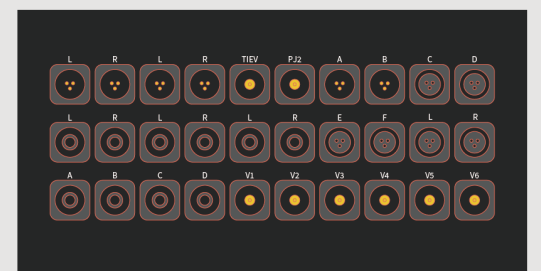 L R L R TIEV PJ2 A B C D
L R L R L R E F L R
A B C D V1 V2 V3 V4 V5 V6